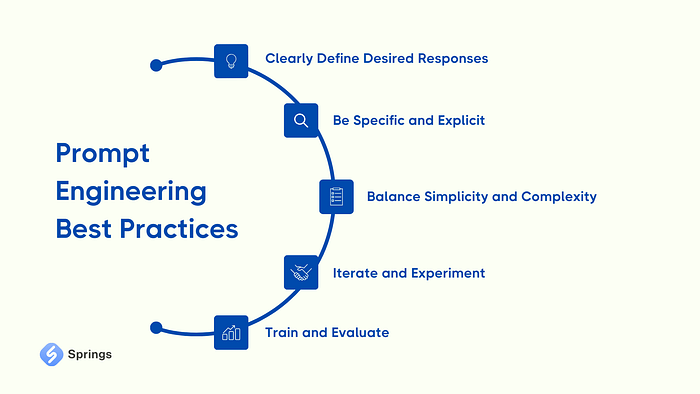 Clearly Define Desired Responses
Be Specific and Explicit
Prompt
Engineering
Best Practices
Balance Simplicity and Complexity
Iterate and Experiment
Train and Evaluate
Springs